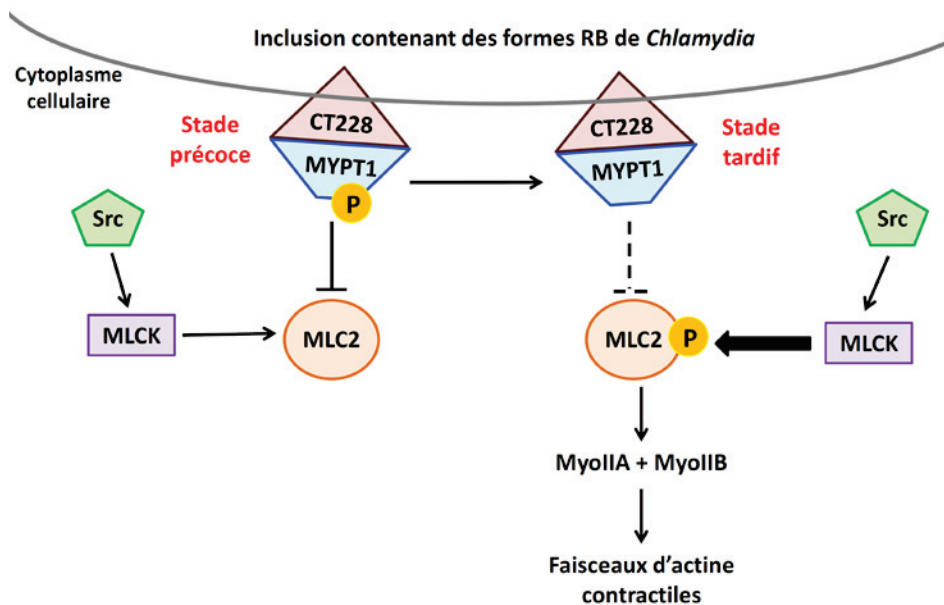 Inclusion contenant des formes RB de Chlamydia
Cytoplasme
cellulaire
Stade
précoce
CT228
MYPT1
P
Src
MLCK
MLC2
CT228
MYPT1
Stade
tardif
Src
MLC2
P
MLCK
MyoIIA + MyoIIB
Faisceaux d'actine
contractiles